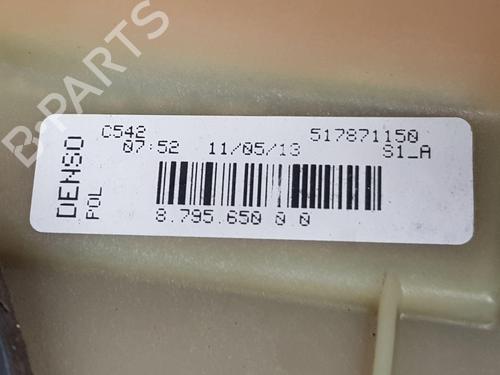 DENSO
POL
C542 517871150
07:52 11/05/13 S1_A
8.795.650 0 0
B-PARTS